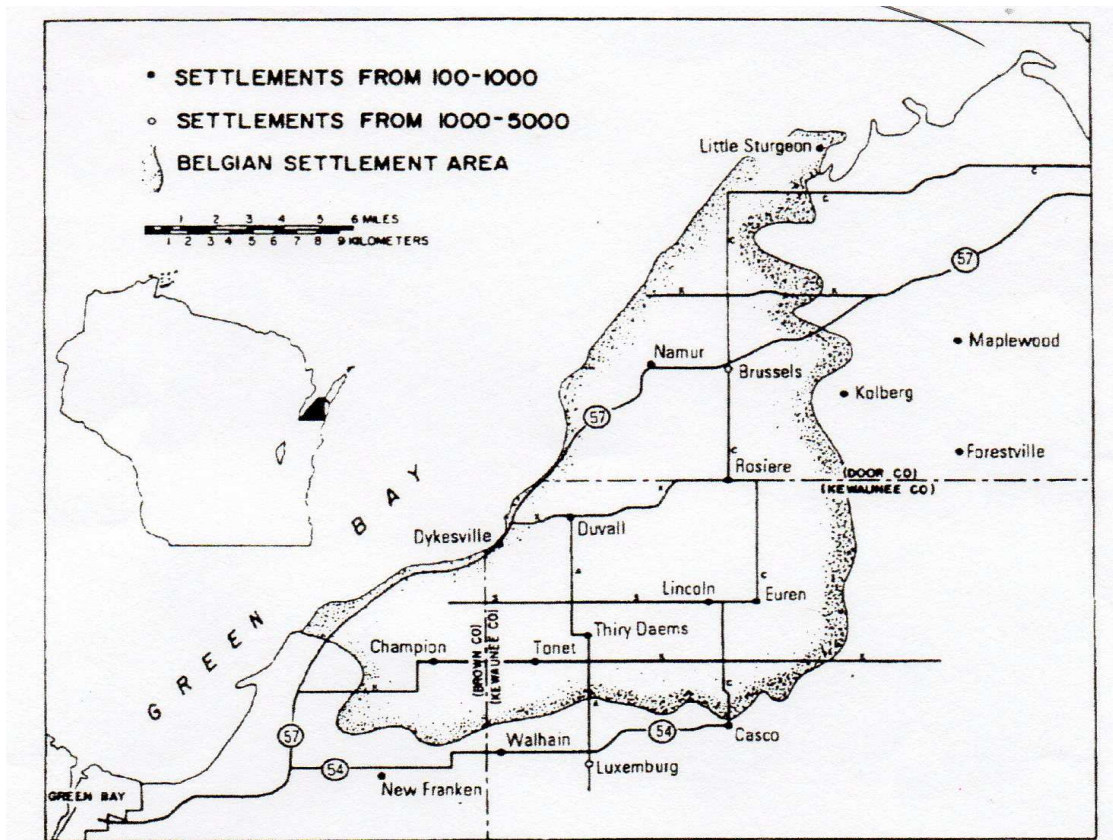 SETTLEMENTS FROM 100-1000
SETTLEMENTS FROM 1000-5000
BELGIAN SETTLEMENT AREA
1 2 3 4 5 6 MILES
1 2 3 4 5 6 7 8 9 KILOMETERS
Little Sturgeon
C
C
C
57
K
K
Maplewood
Namur
Brussels
Kolberg
57
C
Forestville
Rosiere
(DOOR CO)
(KEWAUNEE CO)
GREEN BAY
Dykesville
X
X
Duvall
A
C
Lincoln
Euren
S
S
Thiry Daems
(BROWN CO)
(KEWAUNEE CO)
Champion
Tonet
K
K
K
C
A
57
54
Casco
Walhain
54
Luxemburg
New Franken
GREEN BAY